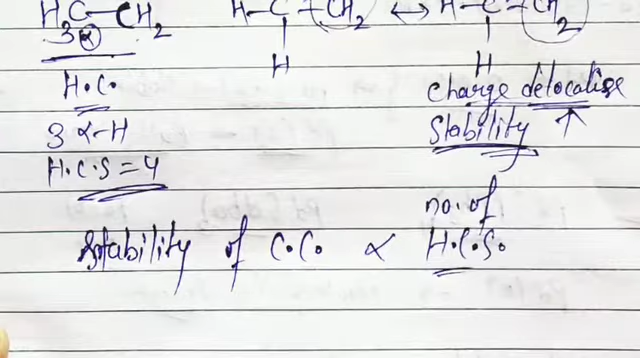 H₃C—CH₂ H—C—CH₂ ↔ H—C CH₂
3α H H
H.C.
3 α-H
H.C.S = 4
charge delocalise
Stability ↑
Stability of C.C. ∝ no. of H.C.S.